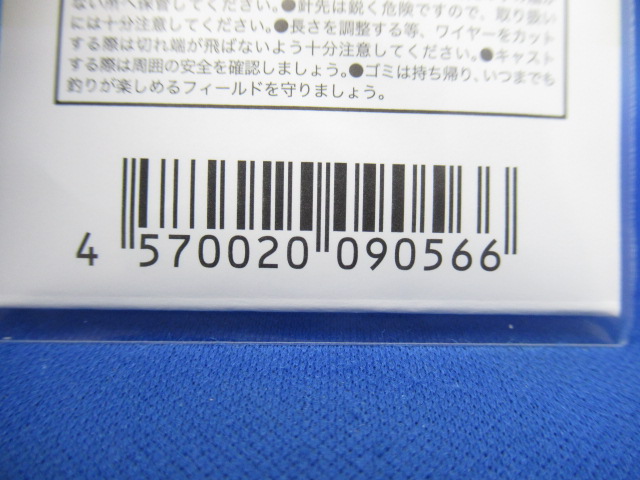 ない所へ保管してください。●針先は鋭く危険ですので、取り扱い
には十分注意してください。●長さを調整する等、ワイヤーをカット
する際は切れ端が飛ばないよう十分注意してください。●キャスト
する際は周囲の安全を確認しましょう。●ゴミは持ち帰り、いつまでも
釣りが楽しめるフィールドを守りましょう。
4 570020 090566